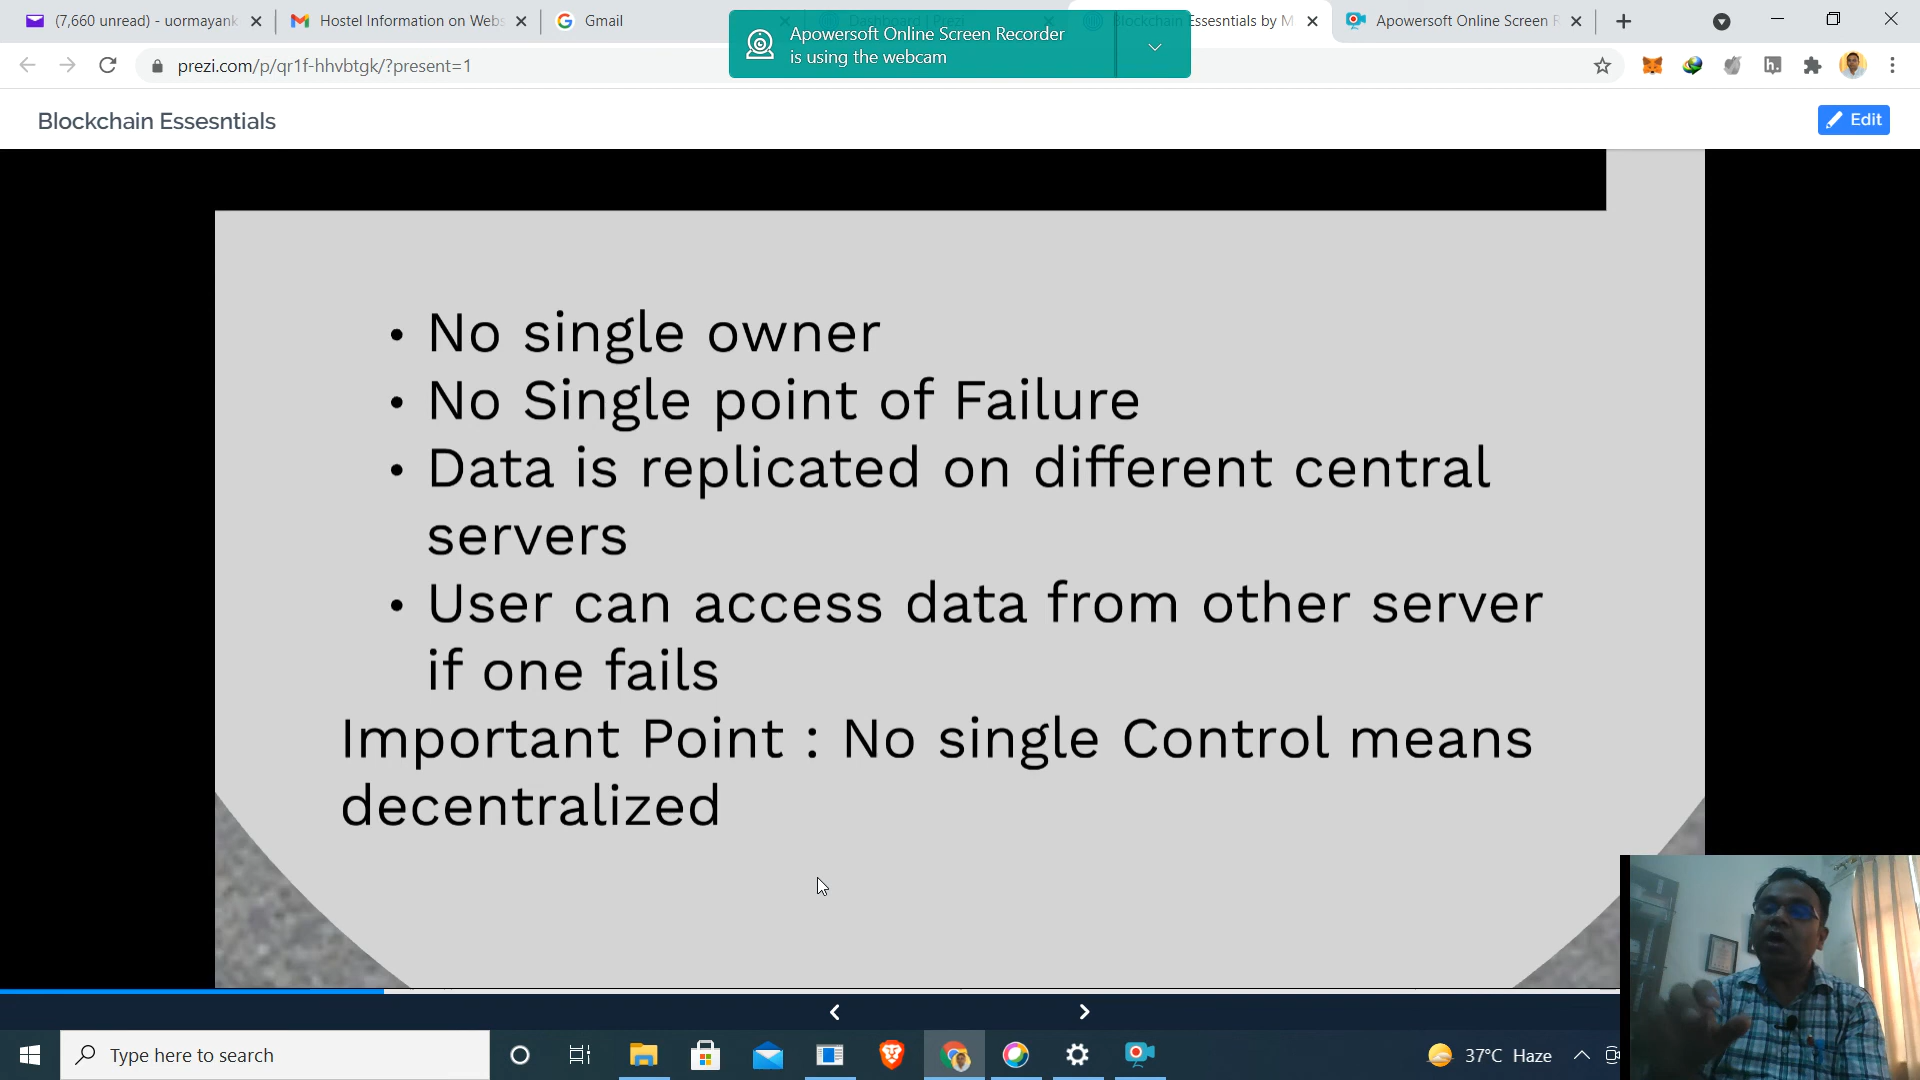 (7,660 unread) - uormayank
Hostel Information on Webs
Gmail
Essesntials by M
Apowersoft Online Screen R
Apowersoft Online Screen Recorder
is using the webcam
prezi.com/p/qr1f-hhvbtgk/?present=1
Blockchain Essesntials
Edit
• No single owner
• No Single point of Failure
• Data is replicated on different central
servers
• User can access data from other server
if one fails
Important Point : No single Control means
decentralized
Type here to search
37°C Haze